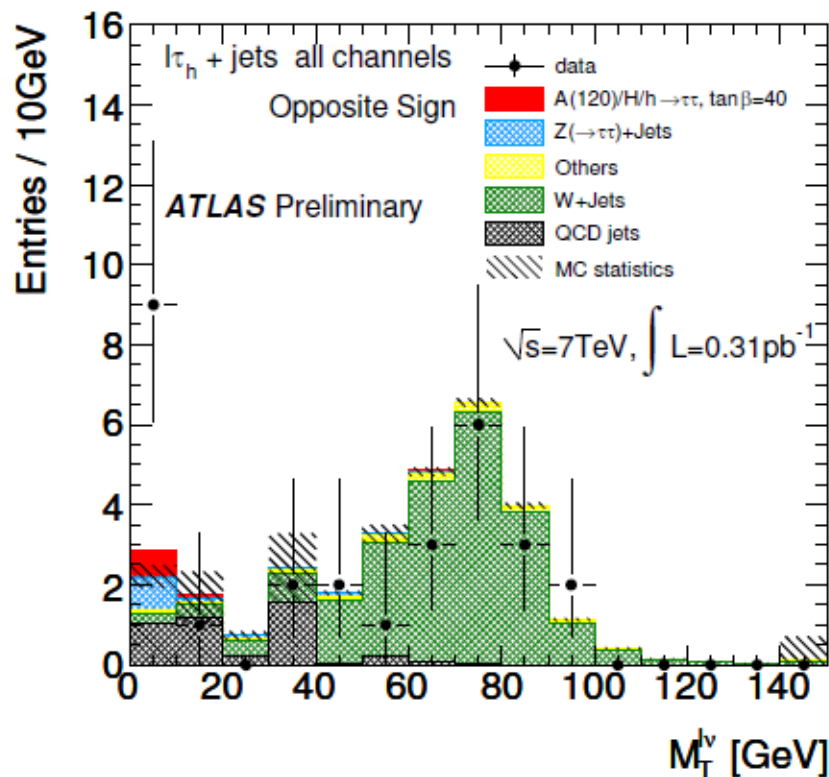 Entries / 10GeV
16
14
12
10
8
6
4
2
0
lτh + jets all channels
Opposite Sign
ATLAS Preliminary
data
A(120)/H/h→ττ, tanβ=40
Z(→ττ)+Jets
Others
W+Jets
QCD jets
MC statistics
√s=7TeV, ∫ L=0.31pb⁻¹
0 20 40 60 80 100 120 140
M_T^{lν} [GeV]